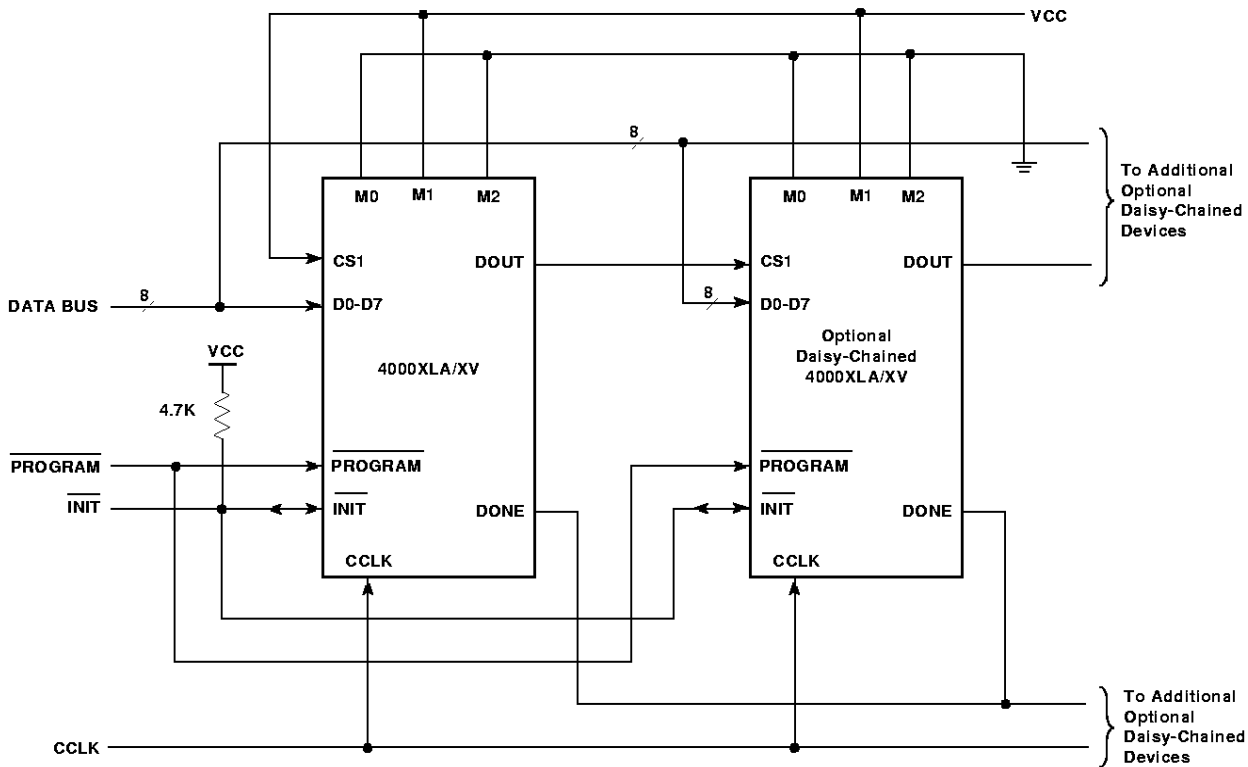 VCC
8
M0
M1
M2
M0
M1
M2
To Additional
Optional
Daisy-Chained
Devices
CS1
DOUT
CS1
DOUT
DATA BUS
8
D0-D7
8
D0-D7
VCC
4.7K
4000XLA/XV
Optional
Daisy-Chained
4000XLA/XV
PROGRAM
PROGRAM
PROGRAM
INIT
INIT
DONE
INIT
DONE
CCLK
CCLK
To Additional
Optional
Daisy-Chained
Devices
CCLK